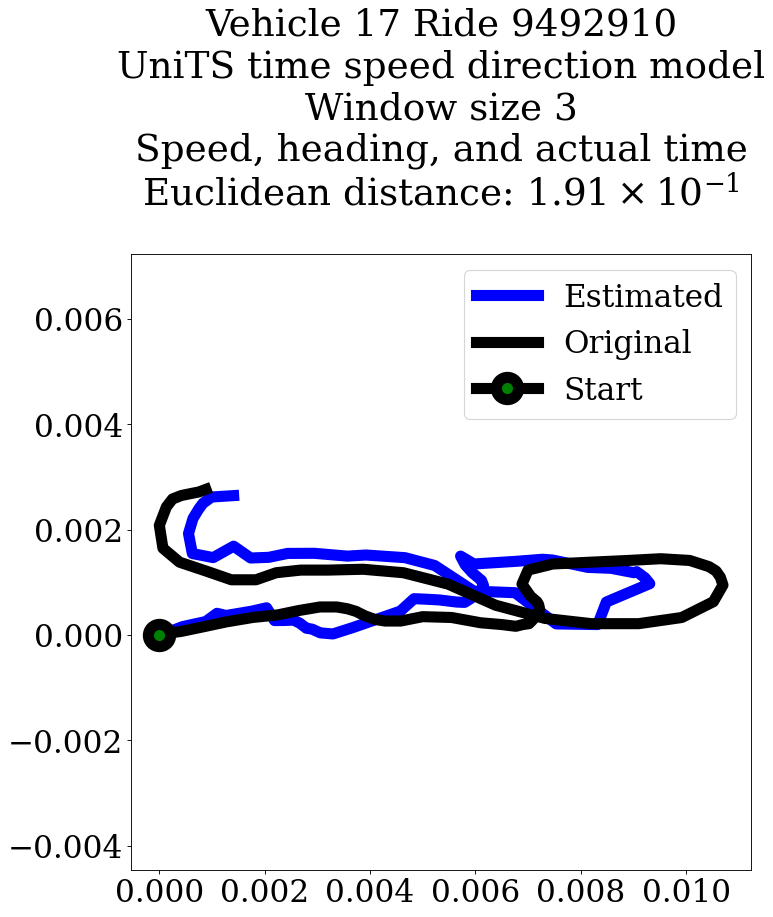 Vehicle 17 Ride 9492910
UniTS time speed direction model
Window size 3
Speed, heading, and actual time
Euclidean distance: 1.91 × 10⁻¹
Estimated
Original
Start
0.006
0.004
0.002
0.000
−0.002
−0.004
0.000 0.002 0.004 0.006 0.008 0.010